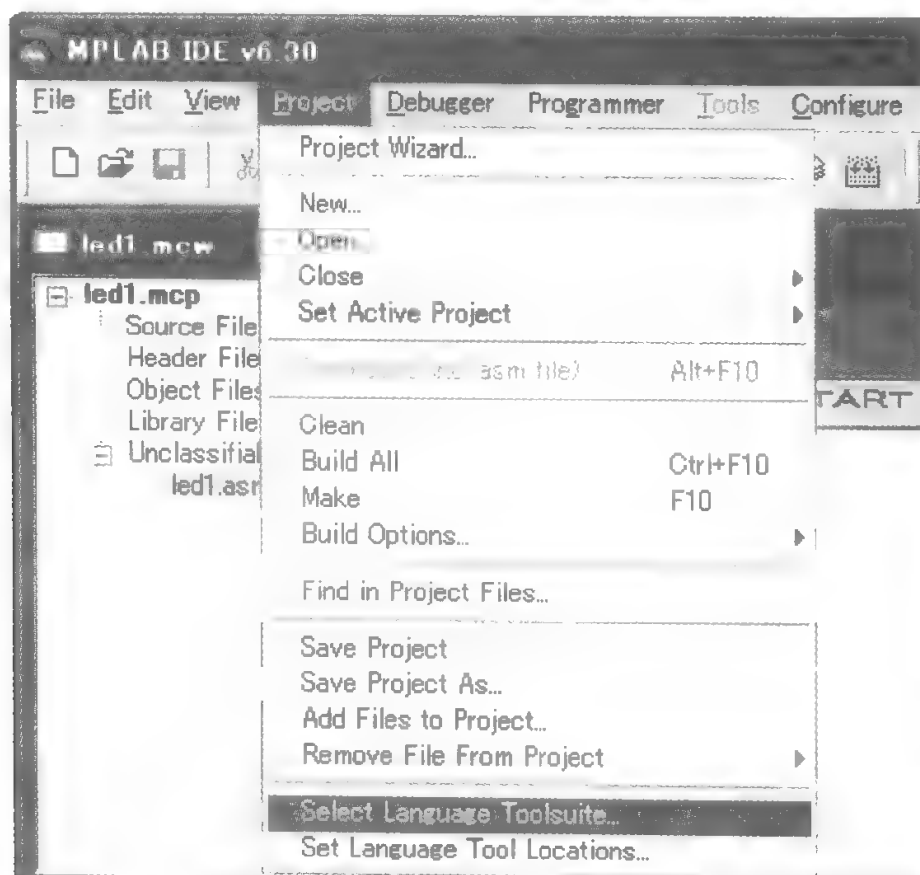 MPLAB IDE v6.30
File Edit View Project Debugger Programmer Tools Configure
Project Wizard...
New...
led1.mcw
Open...
led1.mcp
Close
Source File
Set Active Project
Header File
asm file) Alt+F10
Object Files
TART
Library File
Clean
Unclassifial
Build All Ctrl+F10
led1.asr
Make F10
Build Options...
Find in Project Files...
Save Project
Save Project As...
Add Files to Project...
Remove File From Project
Select Language Toolsuite...
Set Language Tool Locations...